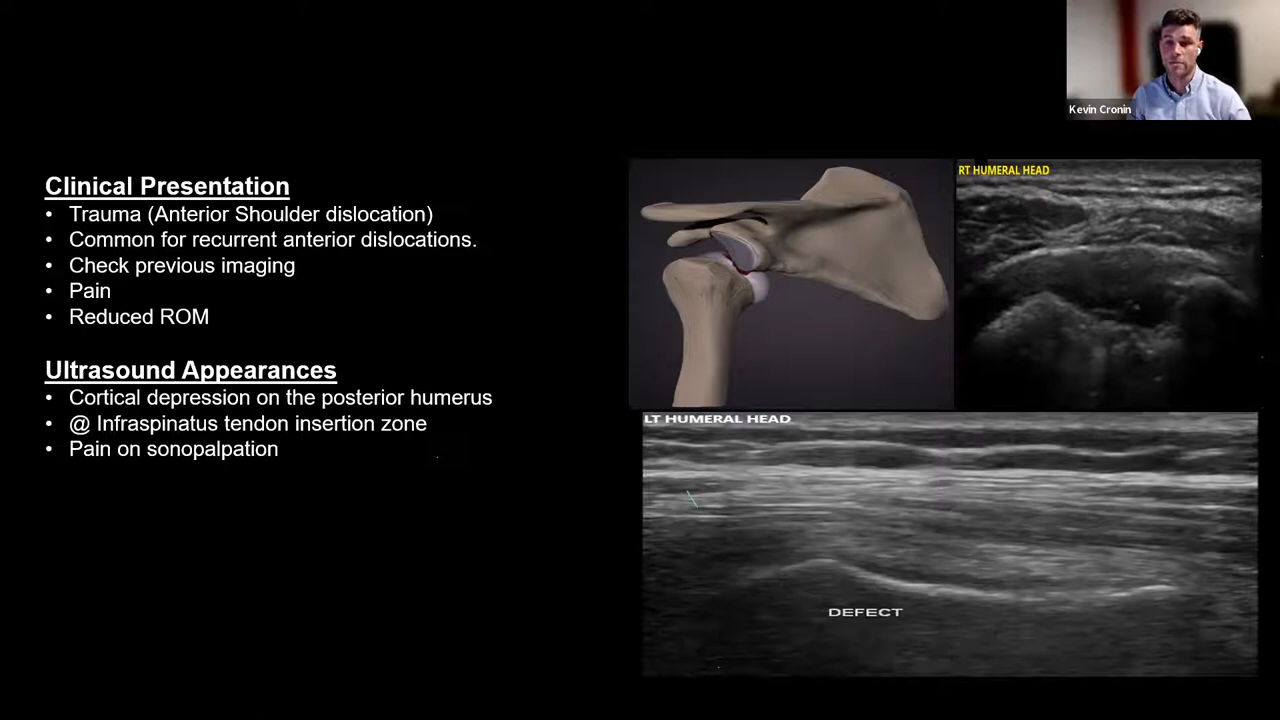 Kevin Cronin
Clinical Presentation
• Trauma (Anterior Shoulder dislocation)
• Common for recurrent anterior dislocations.
• Check previous imaging
• Pain
• Reduced ROM
Ultrasound Appearances
• Cortical depression on the posterior humerus
• @ Infraspinatus tendon insertion zone
• Pain on sonopalpation
RT HUMERAL HEAD
LT HUMERAL HEAD
DEFECT